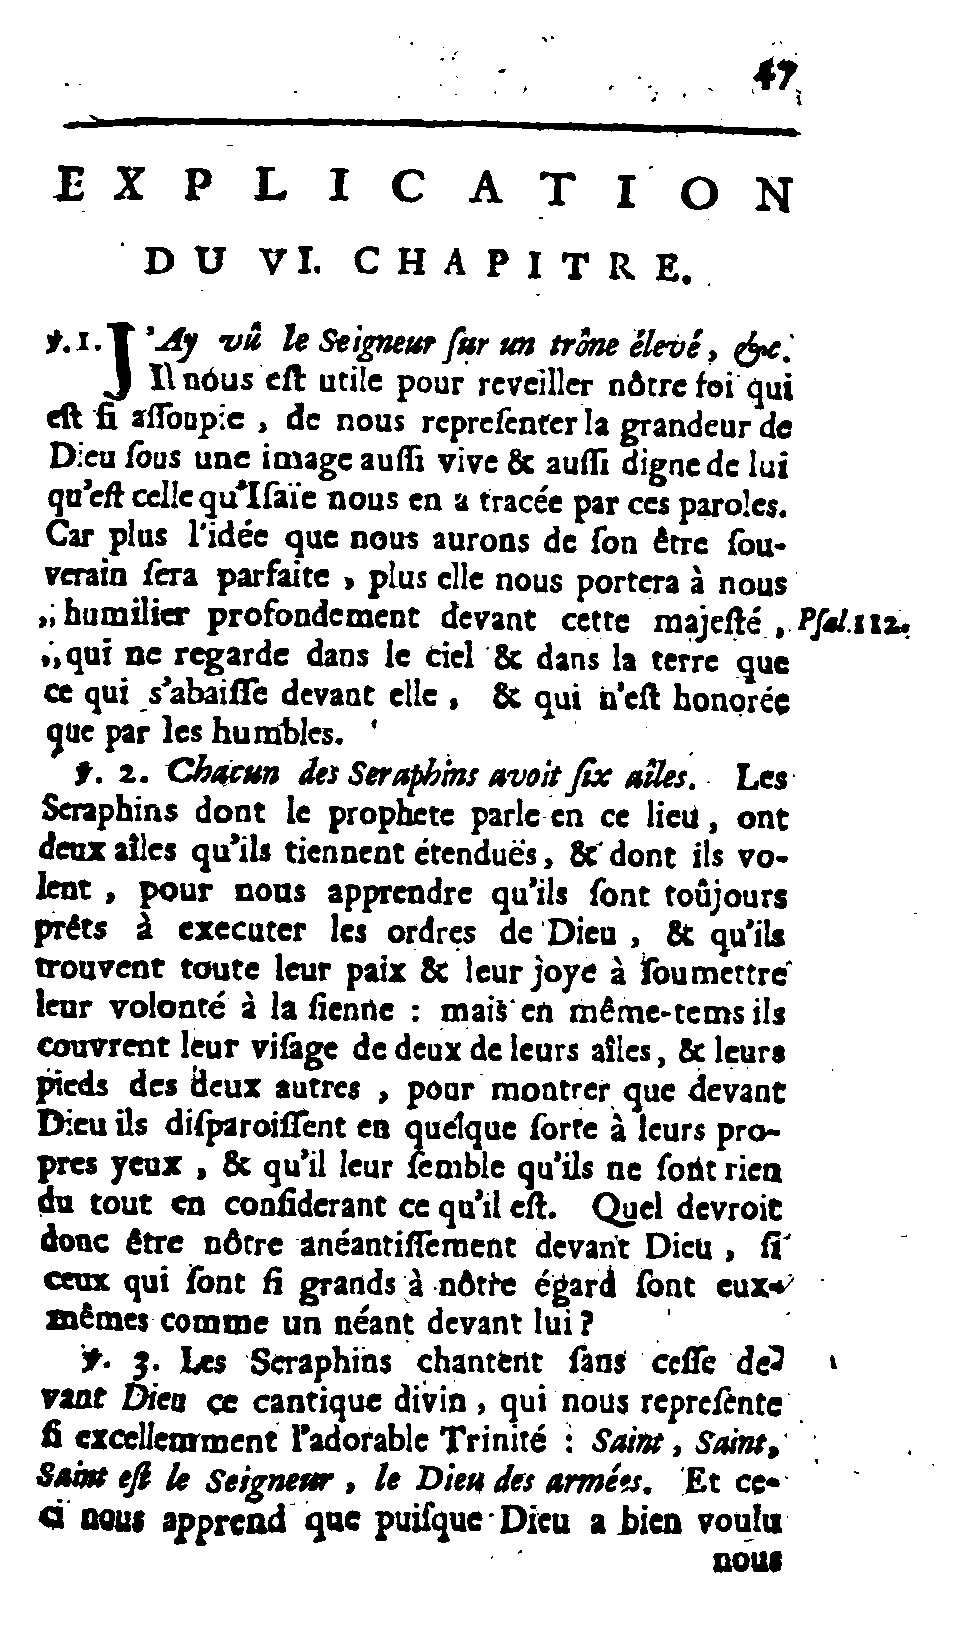 47
EXPLICATION
DU VI. CHAPITRE.
℣. 1. J'Ay vû le Seigneur ſur un trône élevé, &c.
Il nous eſt utile pour reveiller nôtre foi qui
eſt ſi aſſoupie, de nous repreſenter la grandeur de
Dieu ſous une image auſſi vive & auſſi digne de lui
qu'eſt celle qu'Iſaïe nous en a tracée par ces paroles.
Car plus l'idée que nous aurons de ſon être ſou-
verain ſera parfaite, plus elle nous portera à nous
„ humilier profondement devant cette majeſté, Pſal. 112.
„ qui ne regarde dans le ciel & dans la terre que
ce qui s'abaiſſe devant elle, & qui n'eſt honorée
que par les humbles.
℣. 2. Chacun des Seraphins avoit ſix aîles. Les
Seraphins dont le prophete parle en ce lieu, ont
deux aîles qu'ils tiennent étenduës, & dont ils vo-
lent, pour nous apprendre qu'ils ſont toûjours
prêts à executer les ordres de Dieu, & qu'ils
trouvent toute leur paix & leur joye à ſoumettre
leur volonté à la ſienne : mais en même-tems ils
couvrent leur viſage de deux de leurs aîles, & leurs
pieds des deux autres, pour montrer que devant
Dieu ils diſparoiſſent en quelque ſorte à leurs pro-
pres yeux, & qu'il leur ſemble qu'ils ne ſont rien
du tout en conſiderant ce qu'il eſt. Quel devroit
donc être nôtre anéantiſſement devant Dieu, ſi
ceux qui ſont ſi grands à nôtre égard ſont eux-
mêmes comme un néant devant lui ?
℣. 3. Les Seraphins chantent ſans ceſſe de-
vant Dieu ce cantique divin, qui nous repreſente
ſi excellemment l'adorable Trinité : Saint, Saint,
Saint eſt le Seigneur, le Dieu des armées. Et ce-
ci nous apprend que puiſque Dieu a bien voulu
nous